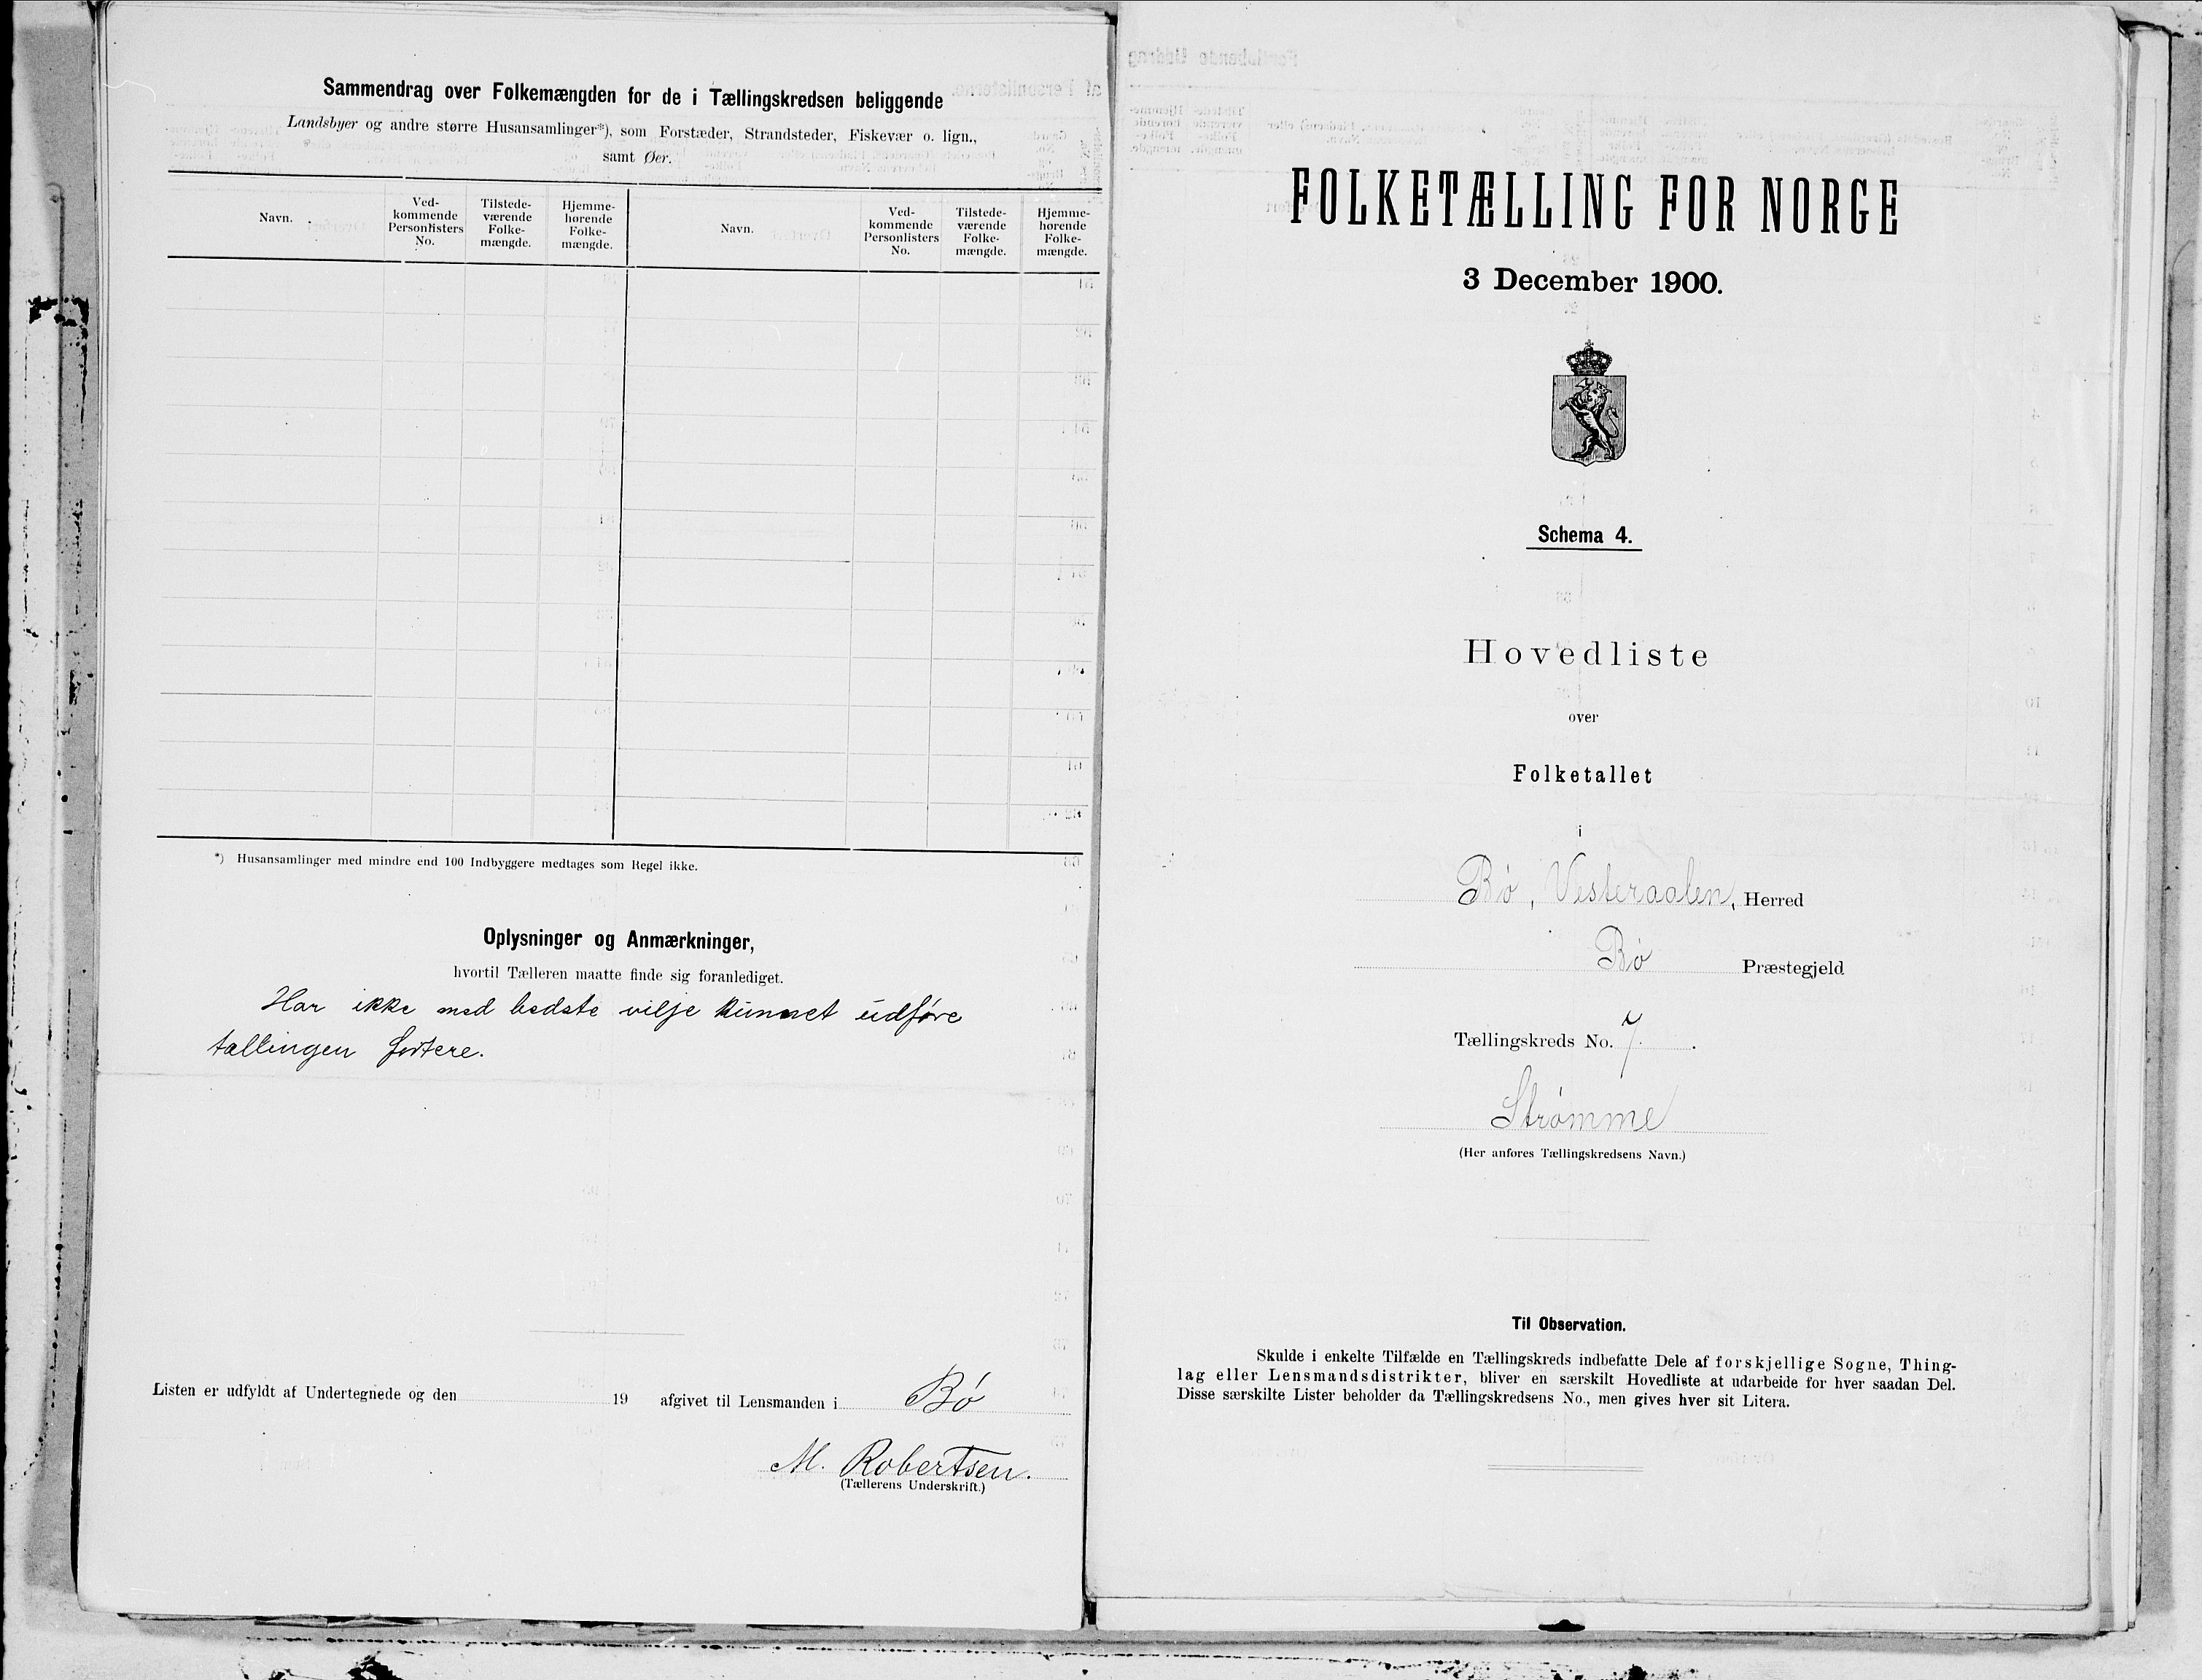 Sammendrag over Folkemængden for de i Tællingskredsen beliggende
Landsbyer og andre større Husansamlinger*), som Forstæder, Strandsteder, Fiskevær o. lign.,
samt Øer.
Navn.
Ved-
kommende
Personlisters
No.
Tilstede-
værende
Folke-
mængde.
Hjemme-
hørende
Folke-
mængde.
Navn.
Ved-
kommende
Personlisters
No.
Tilstede-
værende
Folke-
mængde.
Hjemme-
hørende
Folke-
mængde.
*) Husansamlinger med mindre end 100 Indbyggere medtages som Regel ikke.
Oplysninger og Anmærkninger,
hvortil Tælleren maatte finde sig foranlediget.
Har ikke med bedste vilje kunnet udføre
tællingen før­tere.
Listen er udfyldt af Undertegnede og den 19 afgivet til Lensmanden i Bø
M. Robertsen.
(Tællerens Underskrift.)
FOLKETÆLLING FOR NORGE
3 December 1900.
Schema 4.
Hovedliste
over
Folketallet
i
Bø, Vesteraalen, Herred
Bø Præstegjeld
Tællingskreds No. 7.
Strømme
(Her anføres Tællingskredsens Navn.)
Til Observation.
Skulde i enkelte Tilfælde en Tællingskreds indbefatte Dele af forskjellige Sogne, Thing-
lag eller Lensmandsdistrikter, bliver en særskilt Hovedliste at udarbeide for hver saadan Del.
Disse særskilte Lister beholder da Tællingskredsens No., men gives hver sit Litera.